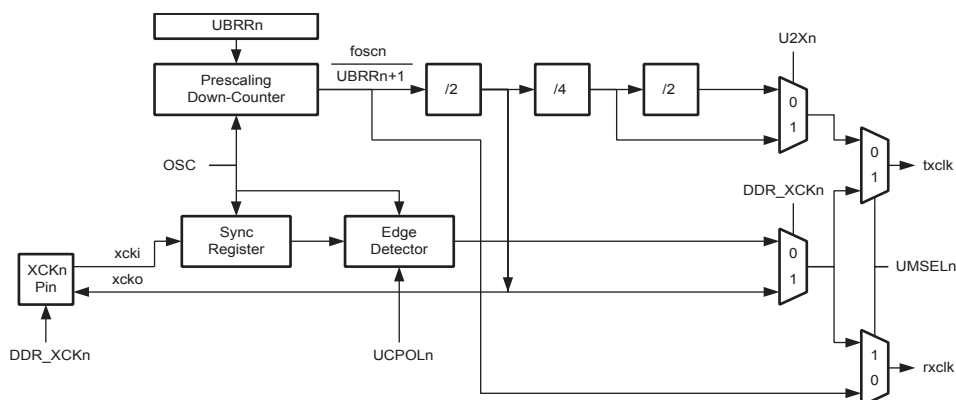 UBRRn
foscn
UBRRn+1
U2Xn
Prescaling
Down-Counter
/2
/4
/2
0
1
OSC
0
1
txclk
DDR_XCKn
Sync
Register
Edge
Detector
xcki
xcko
XCKn
Pin
0
1
UMSELn
DDR_XCKn
UCPOLn
1
0
rxclk